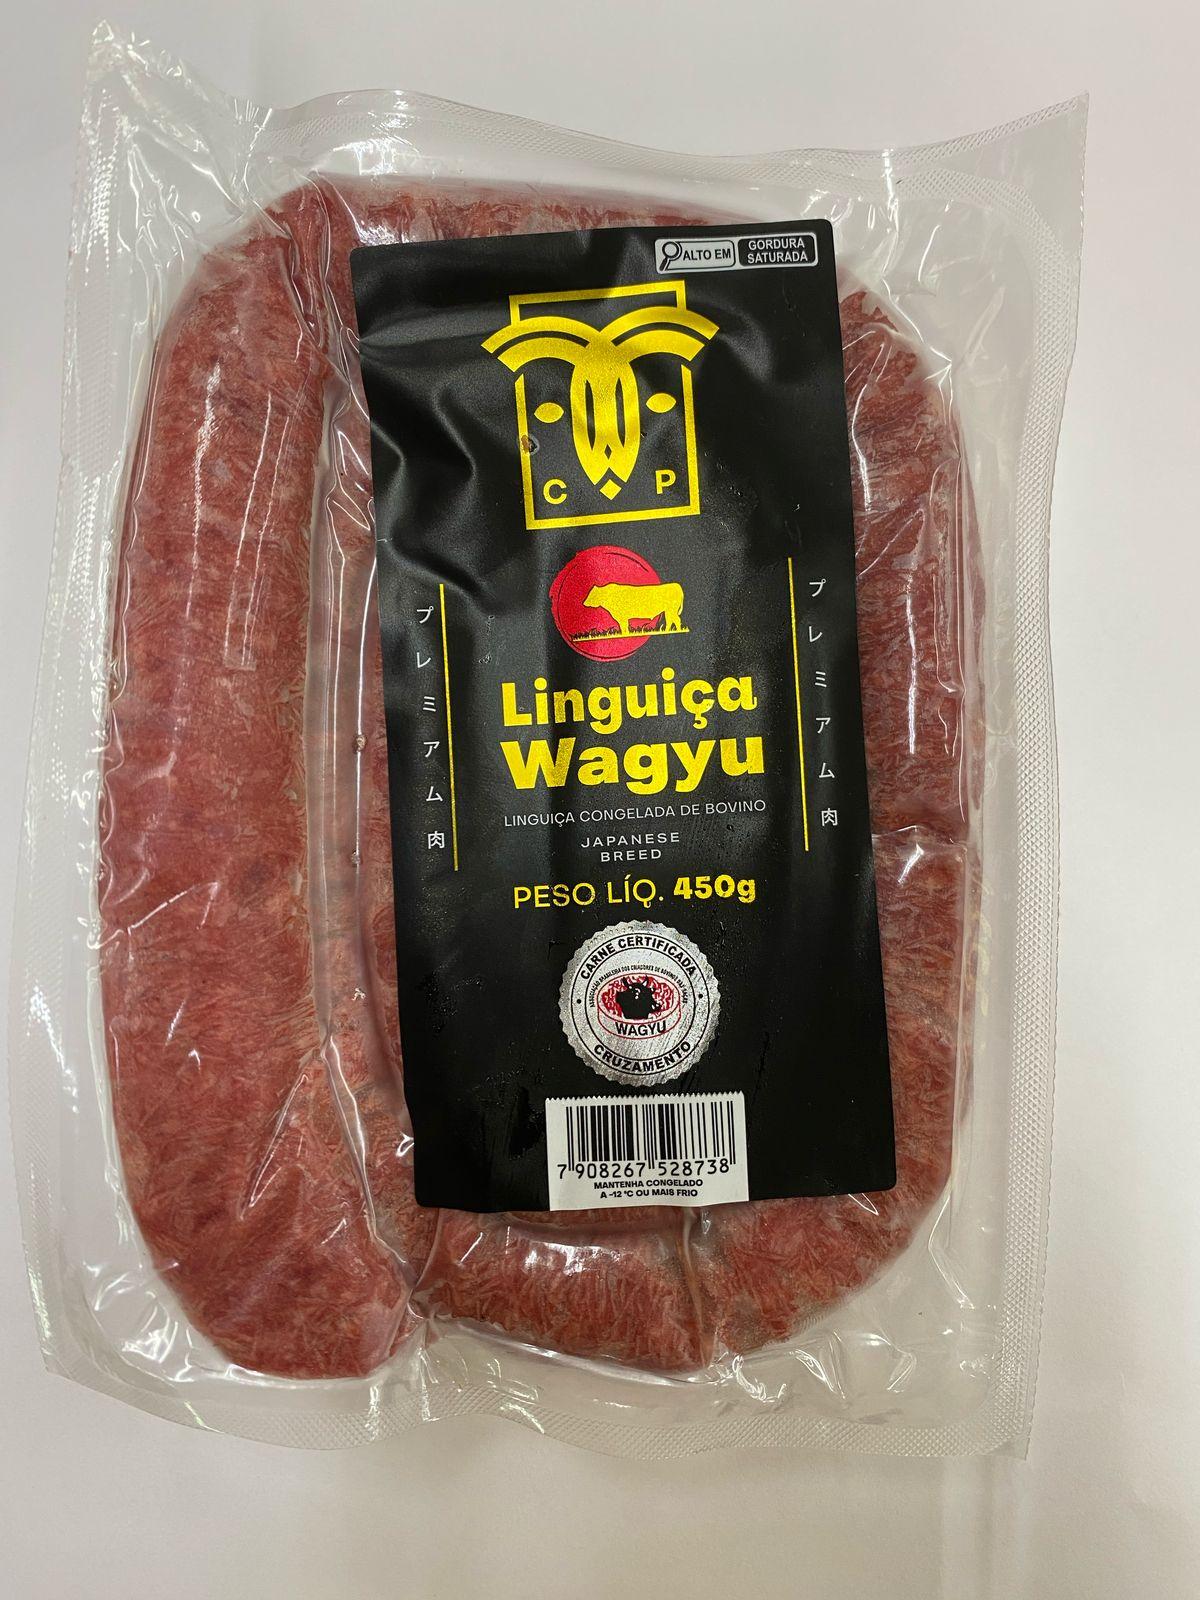 ALTO EM
GORDURA
SATURADA
C P
プレミアム肉
プレミアム肉
Linguiça
Wagyu
LINGUIÇA CONGELADA DE BOVINO
JAPANESE
BREED
PESO LÍQ. 450g
CARNE CERTIFICADA
WAGYU
CRUZAMENTO
7 908267 528738
MANTENHA CONGELADO
A -12 °C OU MAIS FRIO